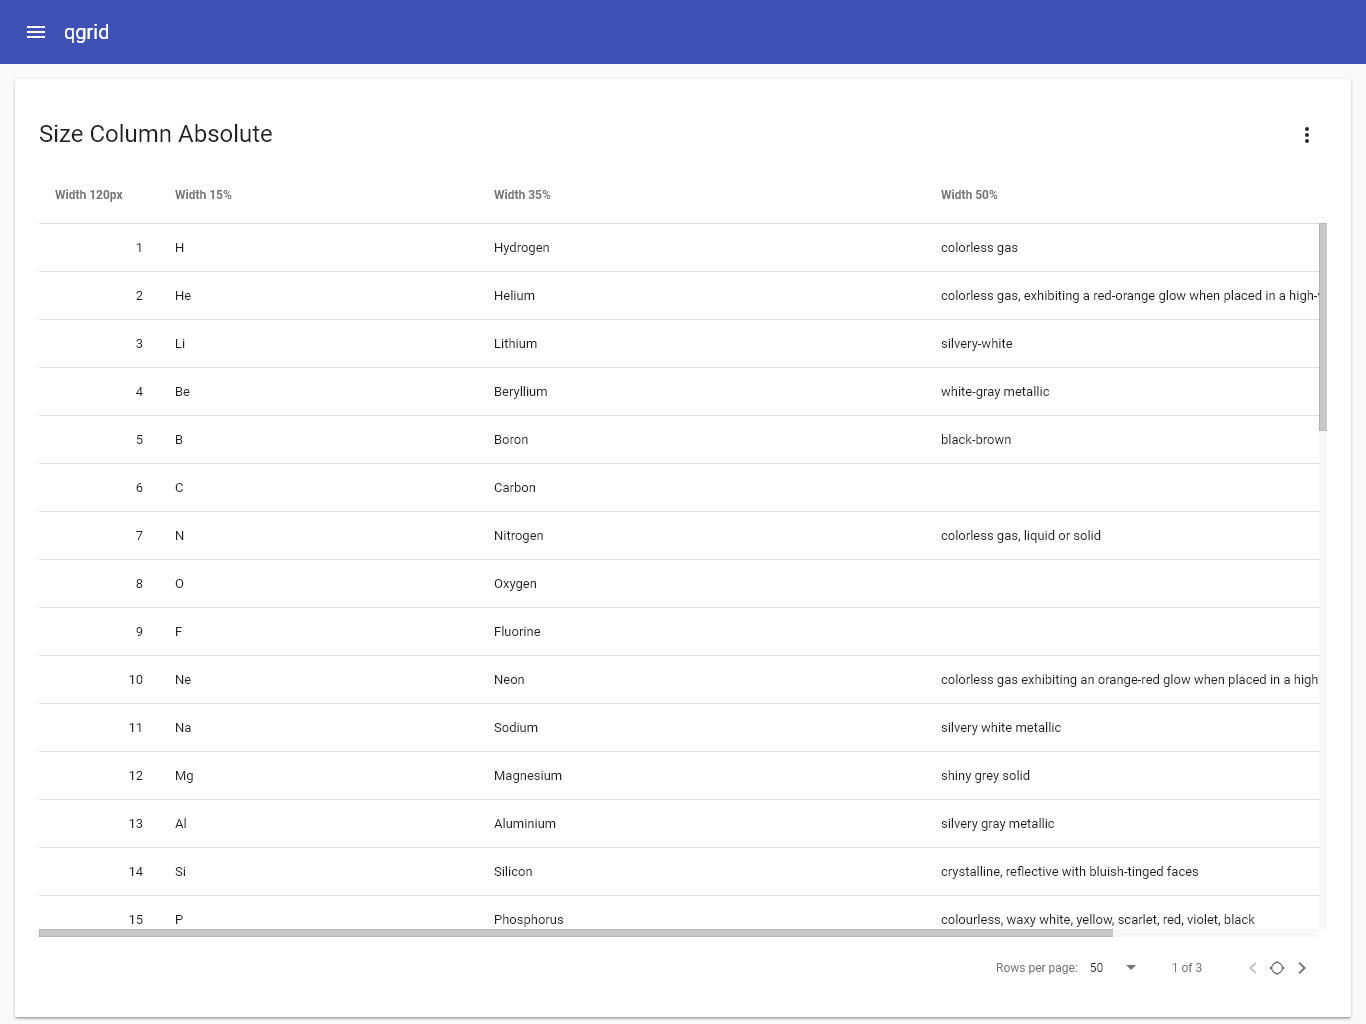 qgrid
Size Column Absolute
Width 120px Width 15% Width 35% Width 50%
1 H Hydrogen colorless gas
2 He Helium colorless gas, exhibiting a red-orange glow when placed in a high-
3 Li Lithium silvery-white
4 Be Beryllium white-gray metallic
5 B Boron black-brown
6 C Carbon
7 N Nitrogen colorless gas, liquid or solid
8 O Oxygen
9 F Fluorine
10 Ne Neon colorless gas exhibiting an orange-red glow when placed in a high
11 Na Sodium silvery white metallic
12 Mg Magnesium shiny grey solid
13 Al Aluminium silvery gray metallic
14 Si Silicon crystalline, reflective with bluish-tinged faces
15 P Phosphorus colourless, waxy white, yellow, scarlet, red, violet, black
Rows per page: 50 1 of 3